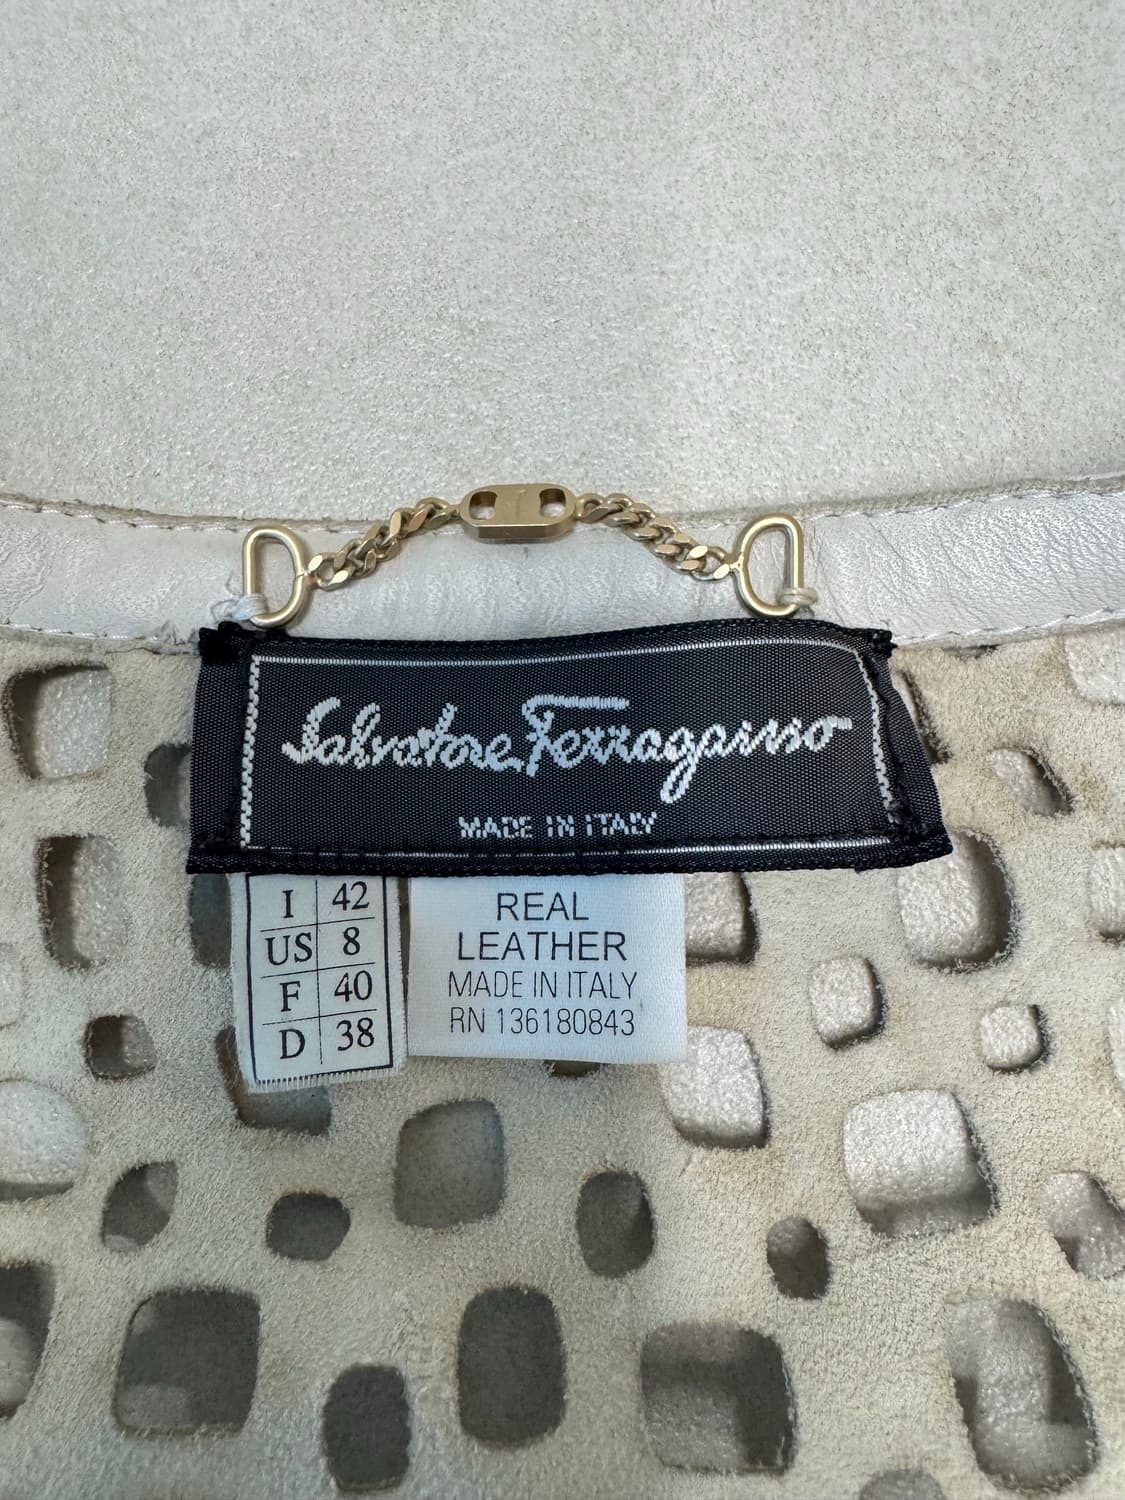 Salvatore Ferragamo
MADE IN ITALY
I 42
US 8
F 40
D 38
REAL
LEATHER
MADE IN ITALY
RN 136180843